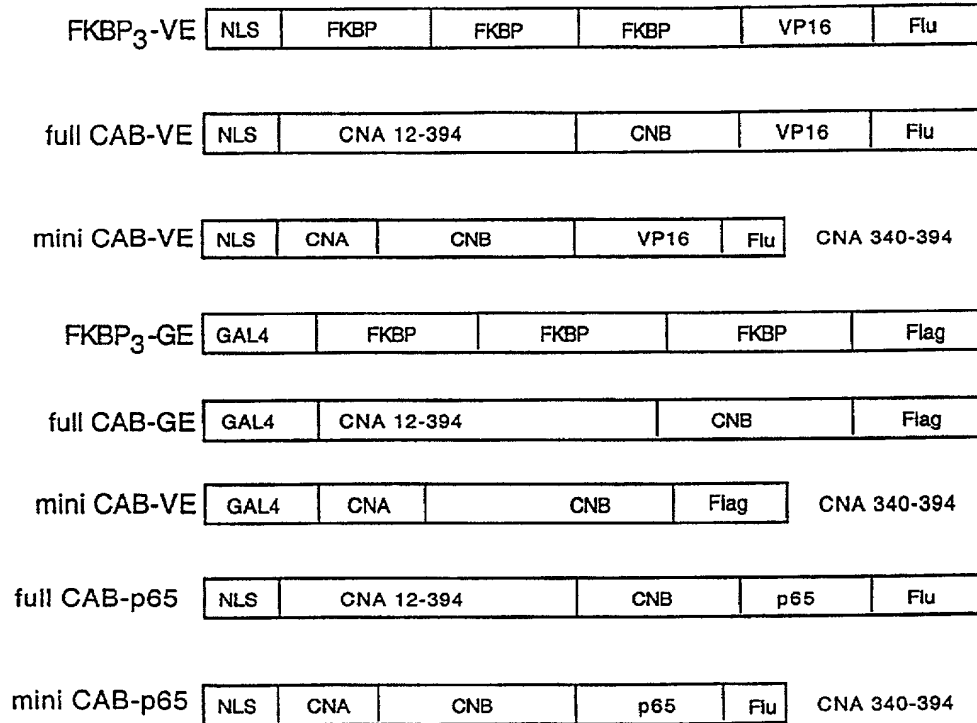 FKBP3-VE NLS FKBP FKBP FKBP VP16 Flu
full CAB-VE NLS CNA 12-394 CNB VP16 Flu
mini CAB-VE NLS CNA CNB VP16 Flu CNA 340-394
FKBP3-GE GAL4 FKBP FKBP FKBP Flag
full CAB-GE GAL4 CNA 12-394 CNB Flag
mini CAB-VE GAL4 CNA CNB Flag CNA 340-394
full CAB-p65 NLS CNA 12-394 CNB p65 Flu
mini CAB-p65 NLS CNA CNB p65 Flu CNA 340-394